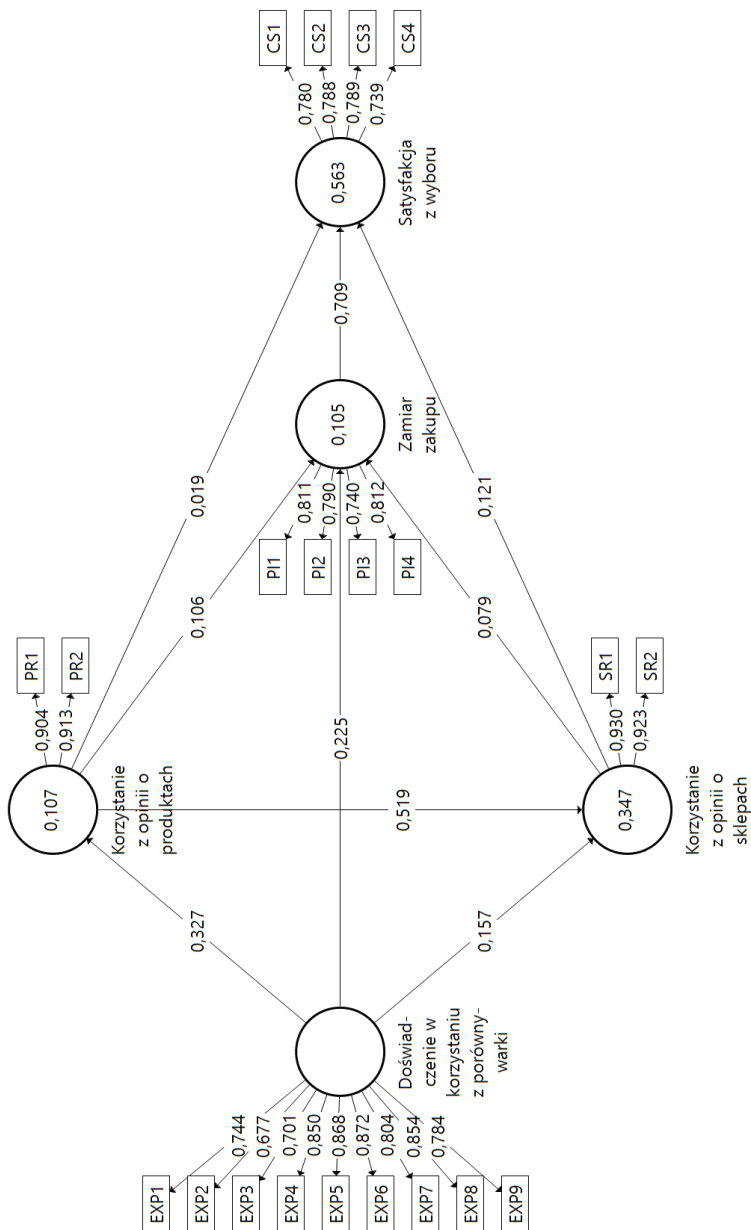 CS1
CS2
CS3
CS4
0,780
0,788
0,789
0,739
0,563
Satysfakcja
z wyboru
0,019
0,709
0,121
0,105
Zamiar
zakupu
0,811
0,790
0,740
0,812
PI1
PI2
PI3
PI4
0,106
0,225
0,079
PR1
PR2
0,904
0,913
0,107
Korzystanie
z opinii o
produktach
0,519
SR1
SR2
0,930
0,923
0,347
Korzystanie
z opinii o
sklepach
0,327
0,157
Doświad-
czenie w
korzystaniu
z porówny-
warki
0,744
0,677
0,701
0,850
0,868
0,872
0,804
0,854
0,784
EXP1
EXP2
EXP3
EXP4
EXP5
EXP6
EXP7
EXP8
EXP9